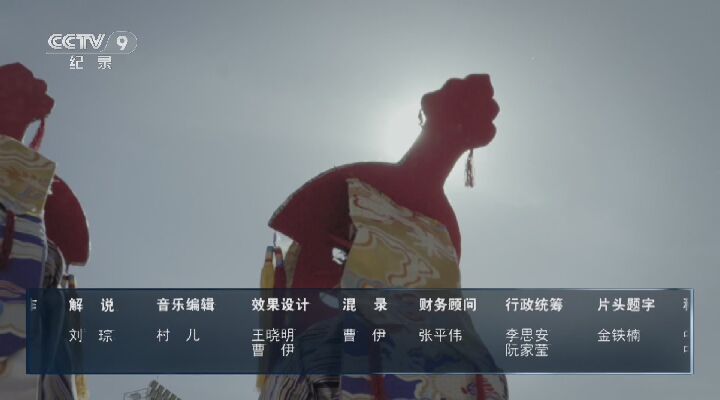 CCTV 9
纪 录
解 说 音乐编辑 效果设计 混 录 财务顾问 行政统筹 片头题字
刘 琮 村 儿 王晓明 曹 伊 张平伟 李思安 金铁楠
曹 伊 阮家莹